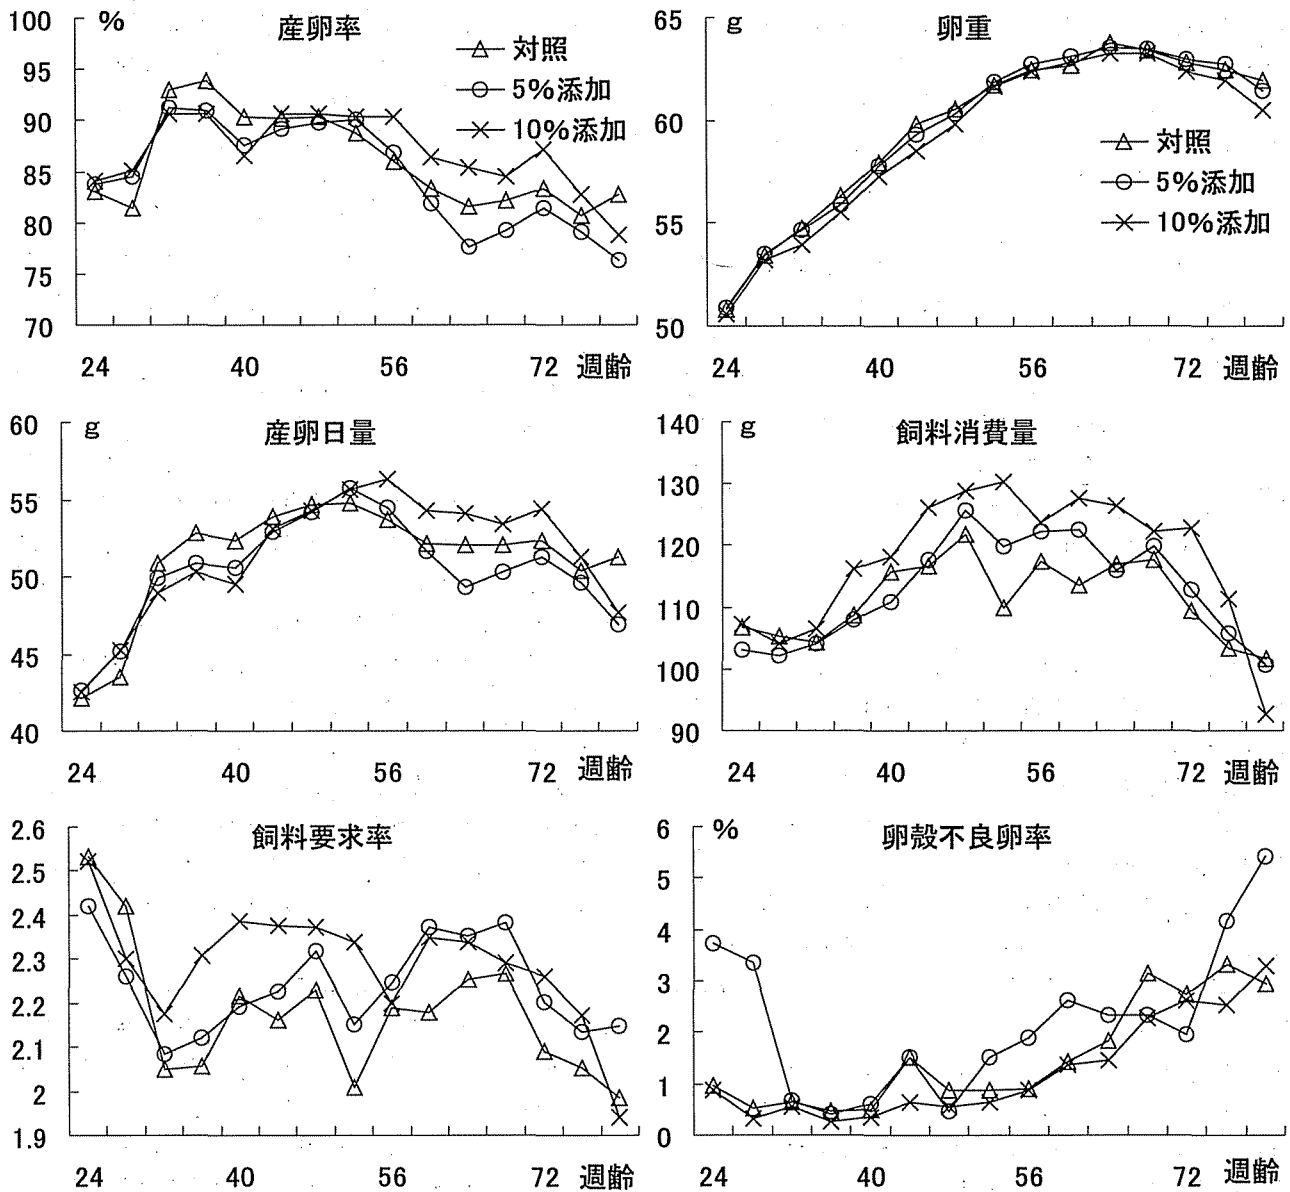 産卵率
%
100
95
90
85
80
75
70
対照
5%添加
10%添加
24 40 56 72 週齢
卵重
g
65
60
55
50
対照
5%添加
10%添加
24 40 56 72 週齢
産卵日量
g
60
55
50
45
40
24 40 56 72 週齢
飼料消費量
g
140
130
120
110
100
90
24 40 56 72 週齢
飼料要求率
2.6
2.5
2.4
2.3
2.2
2.1
2
1.9
24 40 56 72 週齢
卵殻不良卵率
%
6
5
4
3
2
1
0
24 40 56 72 週齢